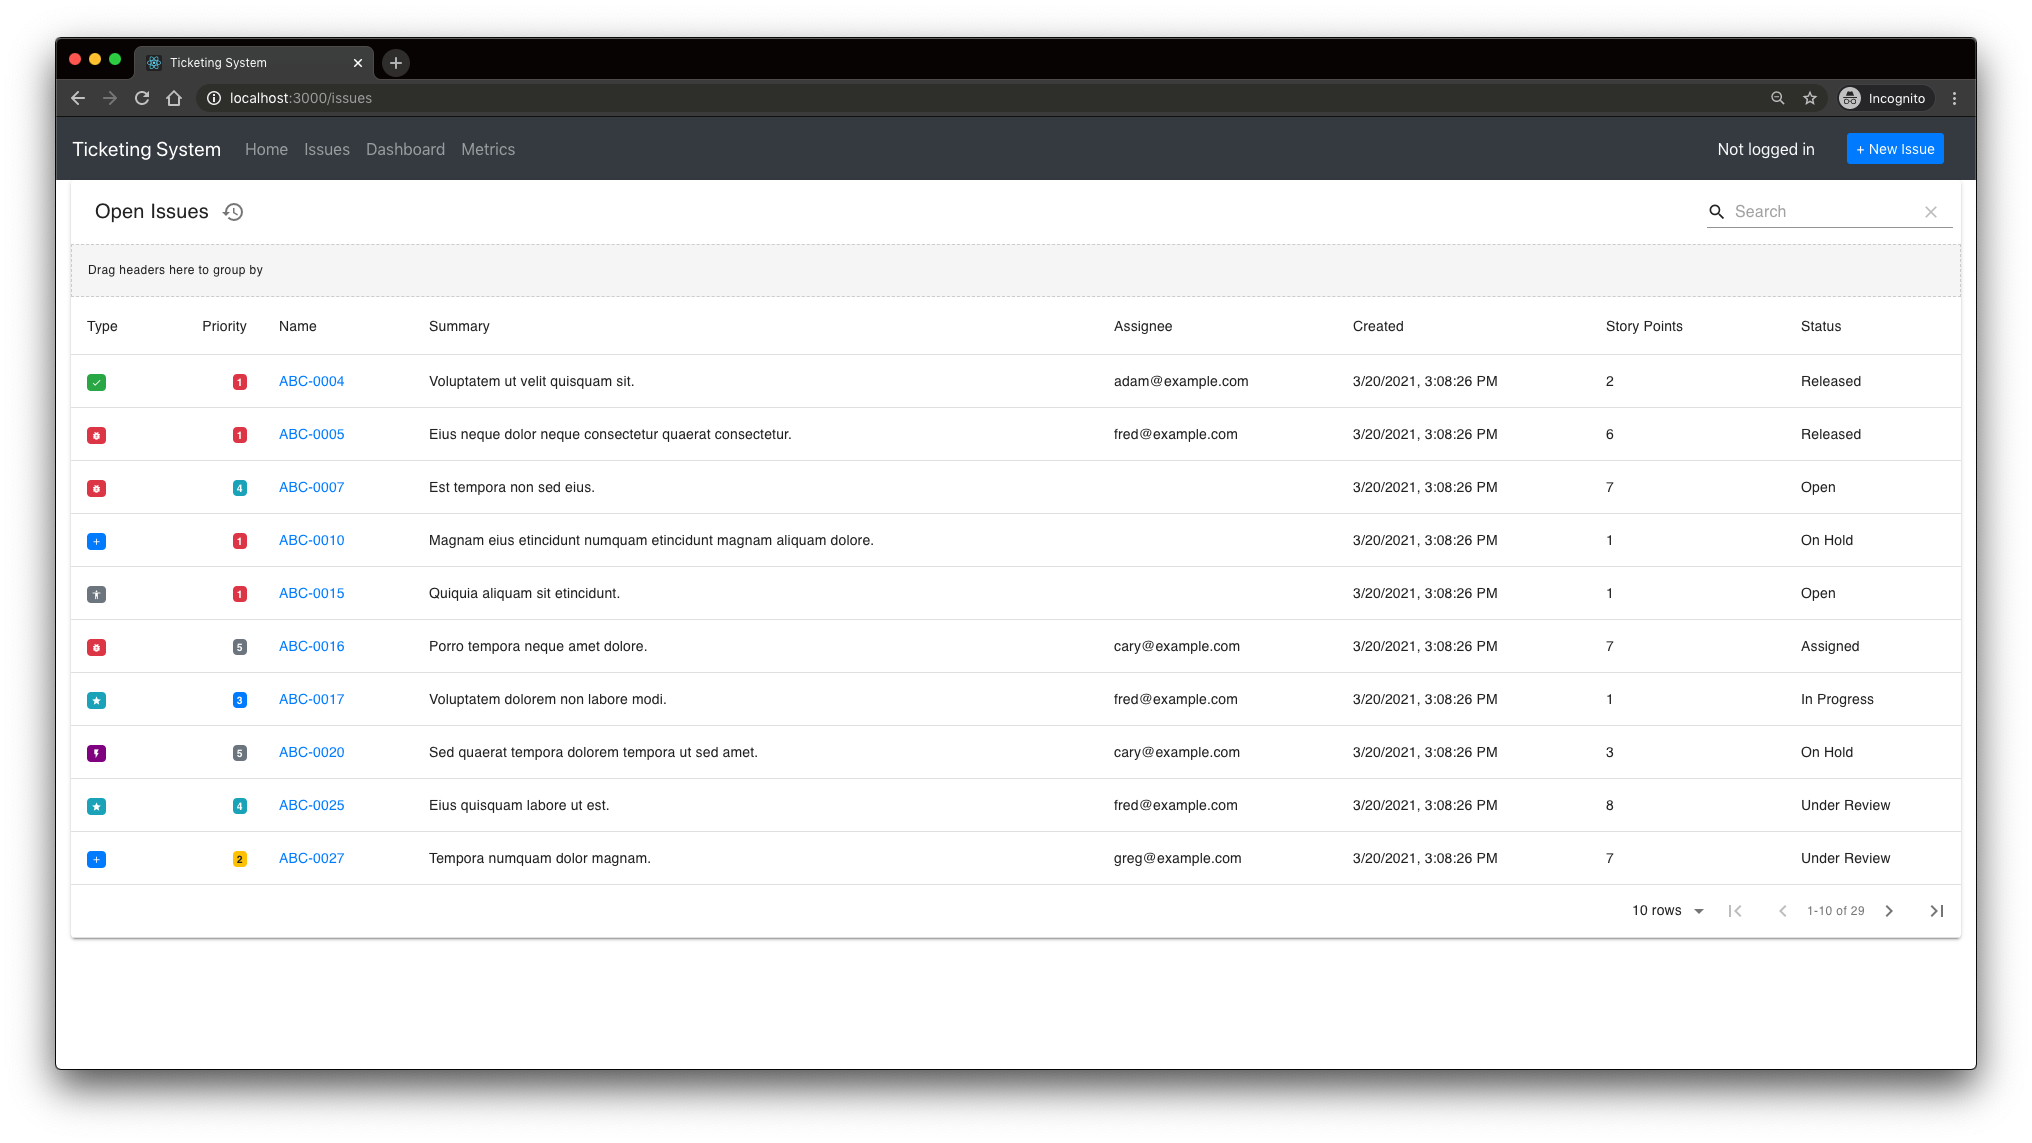 Ticketing System
localhost:3000/issues
Incognito
Ticketing System Home Issues Dashboard Metrics Not logged in + New Issue
Open Issues Search
Drag headers here to group by
Type Priority Name Summary Assignee Created Story Points Status
1 ABC-0004 Voluptatem ut velit quisquam sit. adam@example.com 3/20/2021, 3:08:26 PM 2 Released
1 ABC-0005 Eius neque dolor neque consectetur quaerat consectetur. fred@example.com 3/20/2021, 3:08:26 PM 6 Released
4 ABC-0007 Est tempora non sed eius. 3/20/2021, 3:08:26 PM 7 Open
1 ABC-0010 Magnam eius etincidunt numquam etincidunt magnam aliquam dolore. 3/20/2021, 3:08:26 PM 1 On Hold
1 ABC-0015 Quiquia aliquam sit etincidunt. 3/20/2021, 3:08:26 PM 1 Open
5 ABC-0016 Porro tempora neque amet dolore. cary@example.com 3/20/2021, 3:08:26 PM 7 Assigned
3 ABC-0017 Voluptatem dolorem non labore modi. fred@example.com 3/20/2021, 3:08:26 PM 1 In Progress
5 ABC-0020 Sed quaerat tempora dolorem tempora ut sed amet. cary@example.com 3/20/2021, 3:08:26 PM 3 On Hold
4 ABC-0025 Eius quisquam labore ut est. fred@example.com 3/20/2021, 3:08:26 PM 8 Under Review
2 ABC-0027 Tempora numquam dolor magnam. greg@example.com 3/20/2021, 3:08:26 PM 7 Under Review
10 rows 1-10 of 29